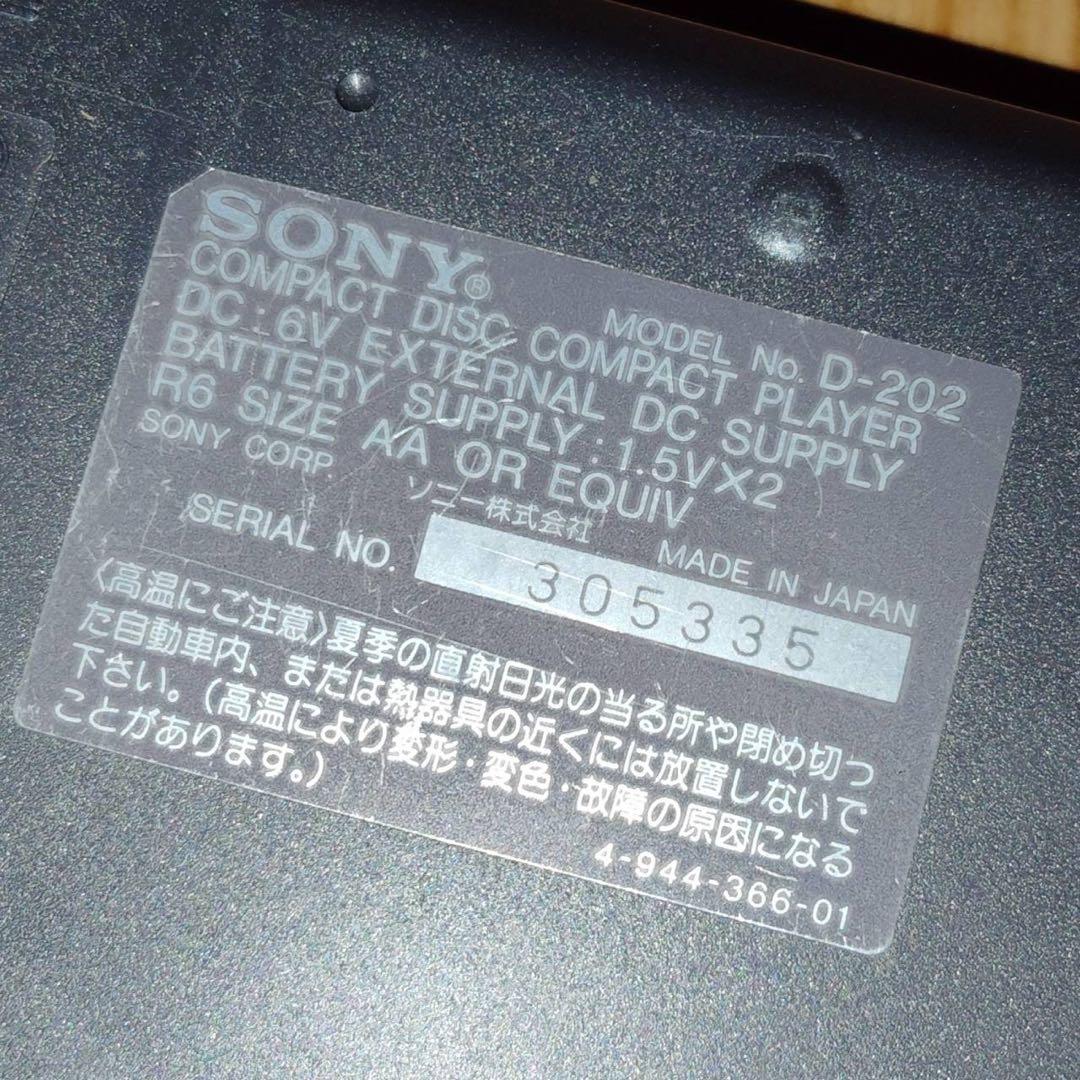 SONY®
MODEL No. D-202
COMPACT DISC COMPACT PLAYER
DC : 6V EXTERNAL DC SUPPLY
BATTERY SUPPLY : 1.5V×2
R6 SIZE AA OR EQUIV
SONY CORP. ソニー株式会社 MADE IN JAPAN
SERIAL NO. 305335
〈高温にご注意〉夏季の直射日光の当る所や閉め切っ
た自動車内、または熱器具の近くには放置しないで
下さい。(高温により変形・変色・故障の原因になる
ことがあります。)
4-944-366-01